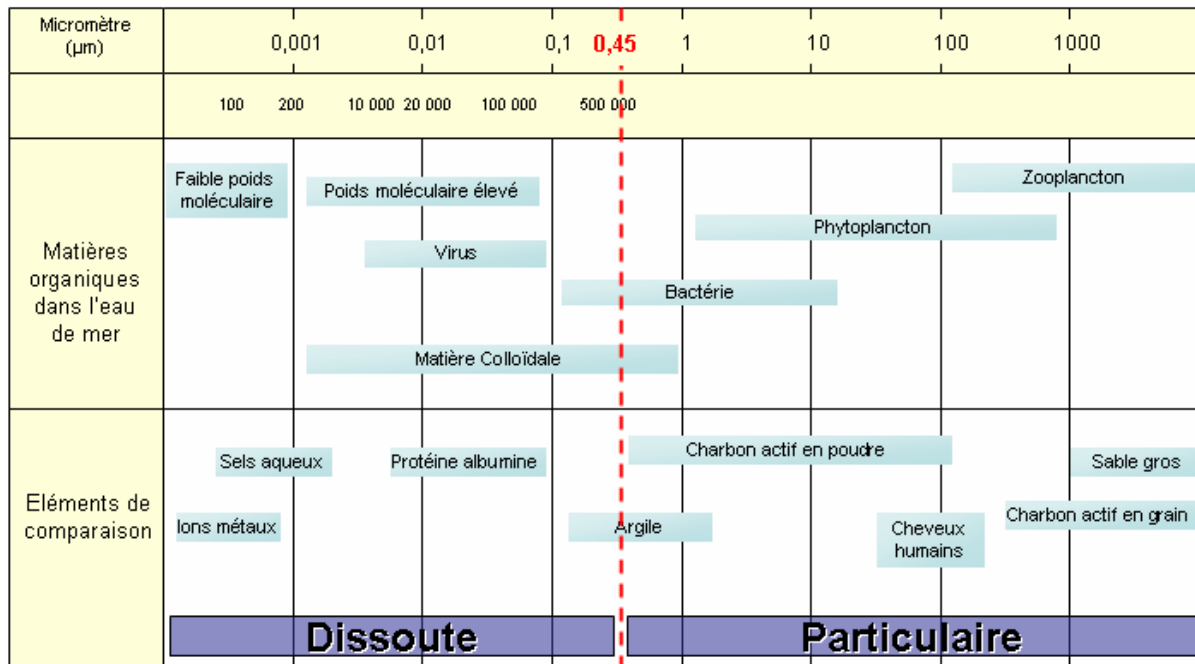 Micromètre
(µm)
0,001 0,01 0,1 0,45 1 10 100 1000
100 200 10 000 20 000 100 000 500 000
Matières
organiques
dans l'eau
de mer
Faible poids
moléculaire
Poids moléculaire élevé
Zooplancton
Phytoplancton
Virus
Bactérie
Matière Colloïdale
Eléments de
comparaison
Sels aqueux
Protéine albumine
Charbon actif en poudre
Sable gros
Ions métaux
Argile
Cheveux
humains
Charbon actif en grain
Dissoute
Particulaire